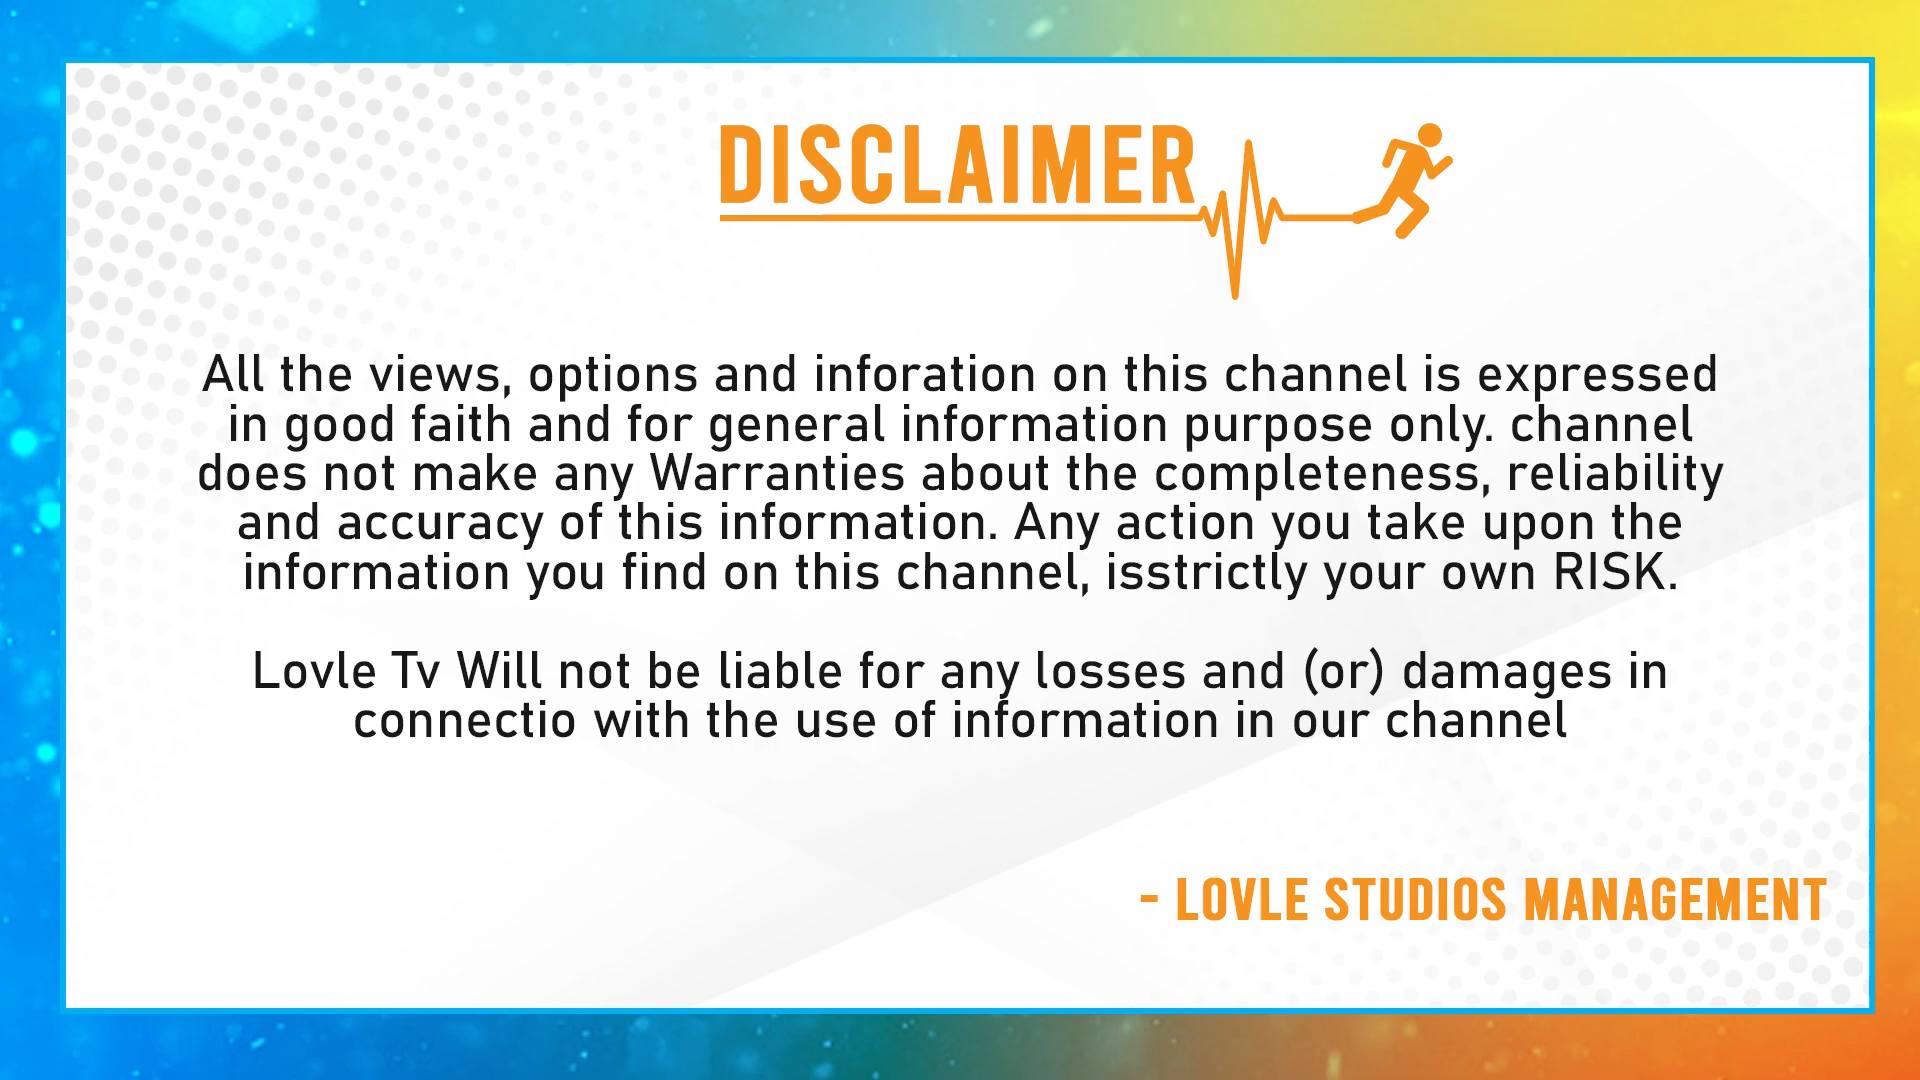 DISCLAIMER
All the views, options and inforation on this channel is expressed
in good faith and for general information purpose only. channel
does not make any Warranties about the completeness, reliability
and accuracy of this information. Any action you take upon the
information you find on this channel, isstrictly your own RISK.
Lovle Tv Will not be liable for any losses and (or) damages in
connectio with the use of information in our channel
- LOVLE STUDIOS MANAGEMENT